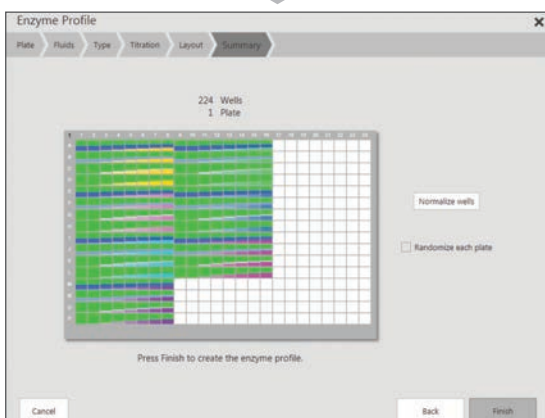 Enzyme Profile
Plate Fluids Type Titration Layout Summary
224 Wells
1 Plate
Normalize wells
Randomize each plate
Press Finish to create the enzyme profile.
Cancel Back Finish